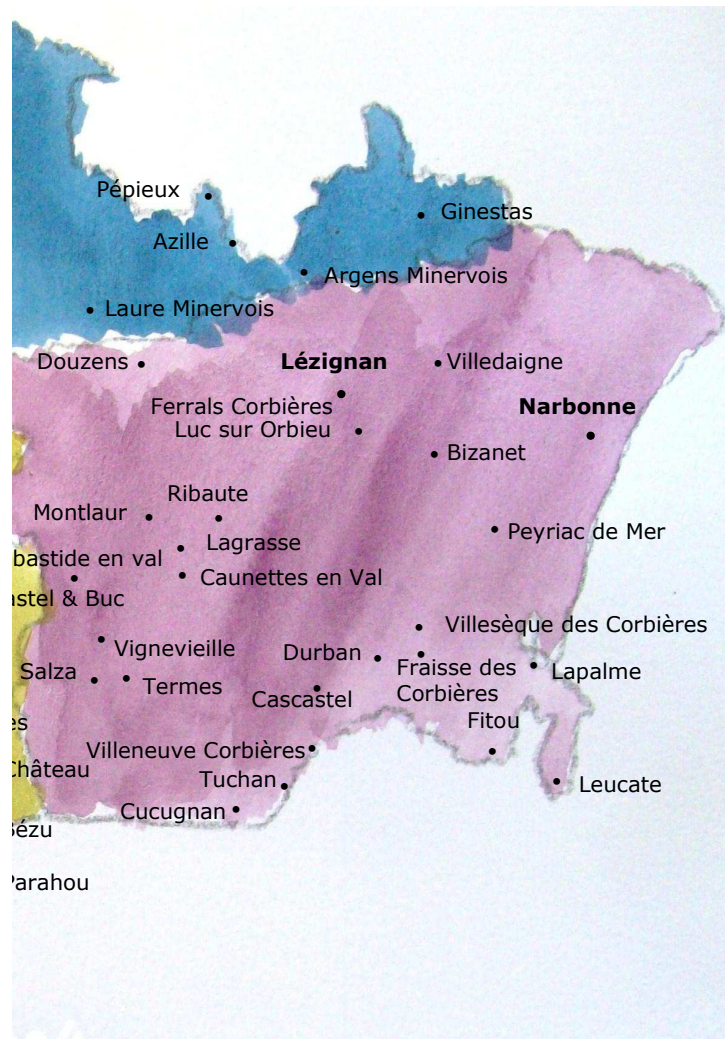 Pépieux
Ginestas
Azille
Argens Minervois
Laure Minervois
Douzens
Lézignan
Villedaigne
Ferrals Corbières
Narbonne
Luc sur Orbieu
Bizanet
Ribaute
Montlaur
Peyriac de Mer
Lagrasse
bastide en val
Caunettes en Val
astel & Buc
Villesèque des Corbières
Vignevieille
Durban
Fraisse des
Corbières
Lapalme
Salza
Termes
Cascastel
Fitou
es
Villeneuve Corbières
Château
Tuchan
Leucate
Cucugnan
Bézu
Parahou